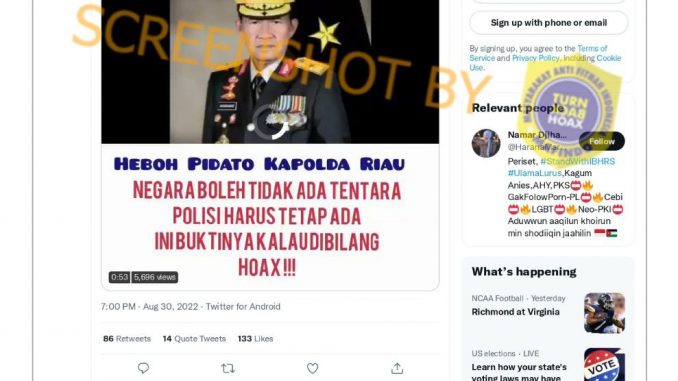 SCREENSHOT BY
HEBOH PIDATO KAPOLDA RIAU
NEGARA BOLEH TIDAK ADA TENTARA
POLISI HARUS TETAP ADA
INI BUKTINYA KALAU DIBILANG
HOAX !!!
0:53 5,696 views
7:00 PM · Aug 30, 2022 · Twitter for Android
86 Retweets 14 Quote Tweets 133 Likes
Sign up with phone or email
By signing up, you agree to the Terms of
Service and Privacy Policy, including Cookie
Use.
MASYARAKAT ANTI FITNAH INDONESIA
TURN
HOAX
Relevant people
Namar
Follow
Periset, #StandWithIBHRS
#UlamaLurus,Kagum
Anies,AHY,PKS📛🔥
GakFolowPorn-PL📛🔥Cebi
📛🔥LGBT📛🔥Neo-PKI📛
Aduwwun aaqilun khoirun
min shodiiqin jaahilin 🇮🇩🇵🇸
What's happening
NCAA Football · Yesterday
Richmond at Virginia
US elections · LIVE
Learn how your state's
voting laws may have
VOTE